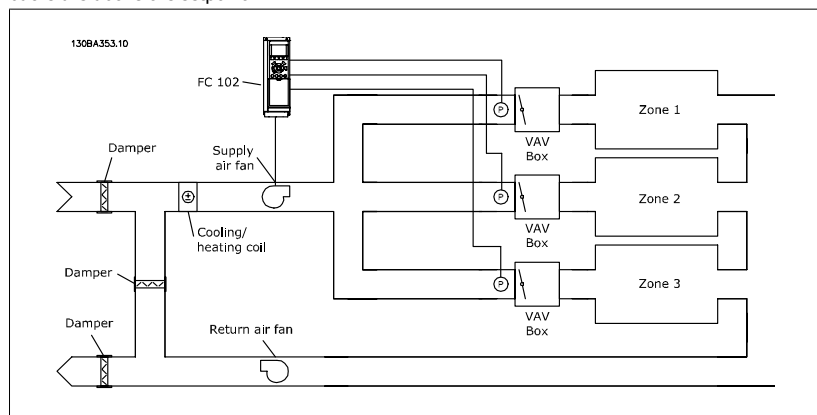 130BA353.10
FC 102
P
Zone 1
VAV
Box
Damper
Supply
air fan
P
Zone 2
VAV
Box
Cooling/
heating coil
Damper
P
Zone 3
VAV
Box
Damper
Return air fan